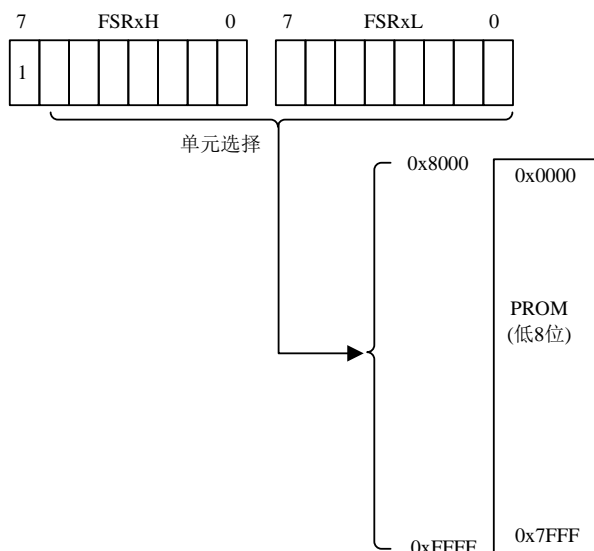 7 FSRxH 0 7 FSRxL 0
1
单元选择
0x8000 0x0000
PROM
(低8位)
0xFFFF 0x7FFF